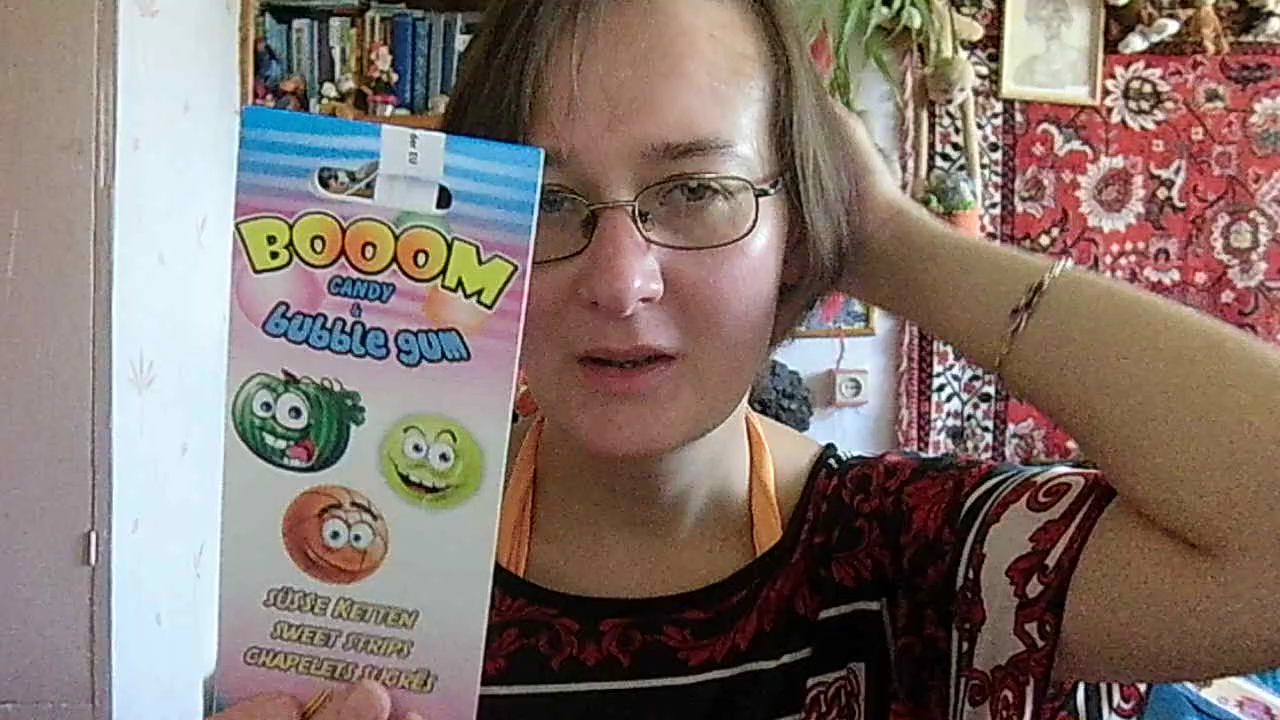 BOOOM
CANDY
&
bubble gum
SÜSSE KETTEN
SWEET STRIPS
CHAPELETS SUCRÉS